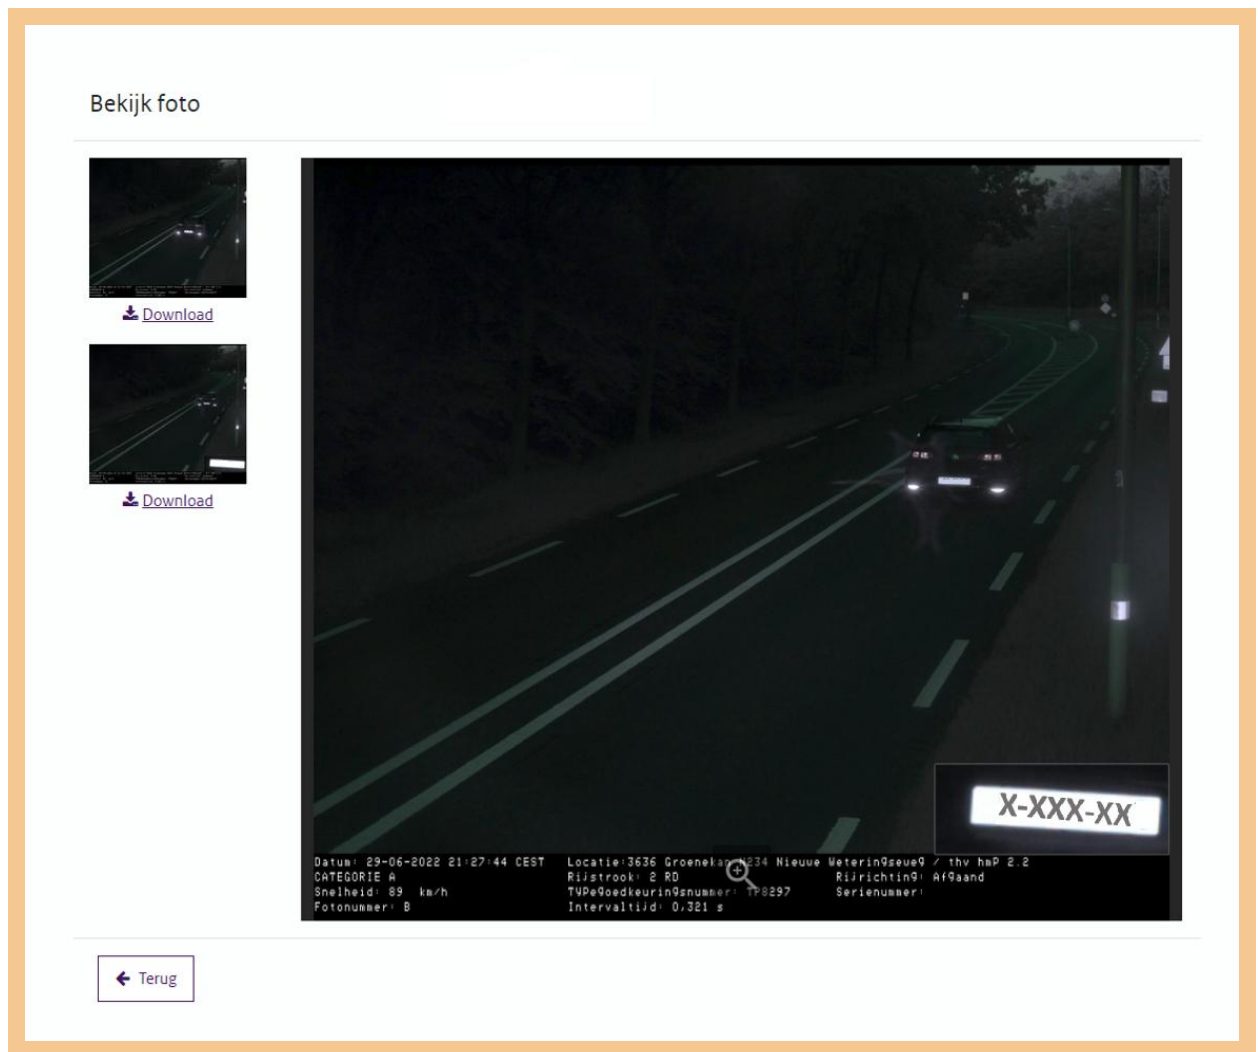 Bekijk foto
Download
Download
X-XXX-XX
Datum: 29-06-2022 21:27:44 CEST Locatie:3636 Groenekan N234 Nieuwe Weteringseweg / thv hmP 2.2
CATEGORIE A Rijstrook: 2 RD Rijrichting: Afgaand
Snelheid: 89 km/h TYPegoedkeuringsnummer: TP8297 Serienummer:
Fotonummer: B Intervaltijd: 0,321 s
Terug